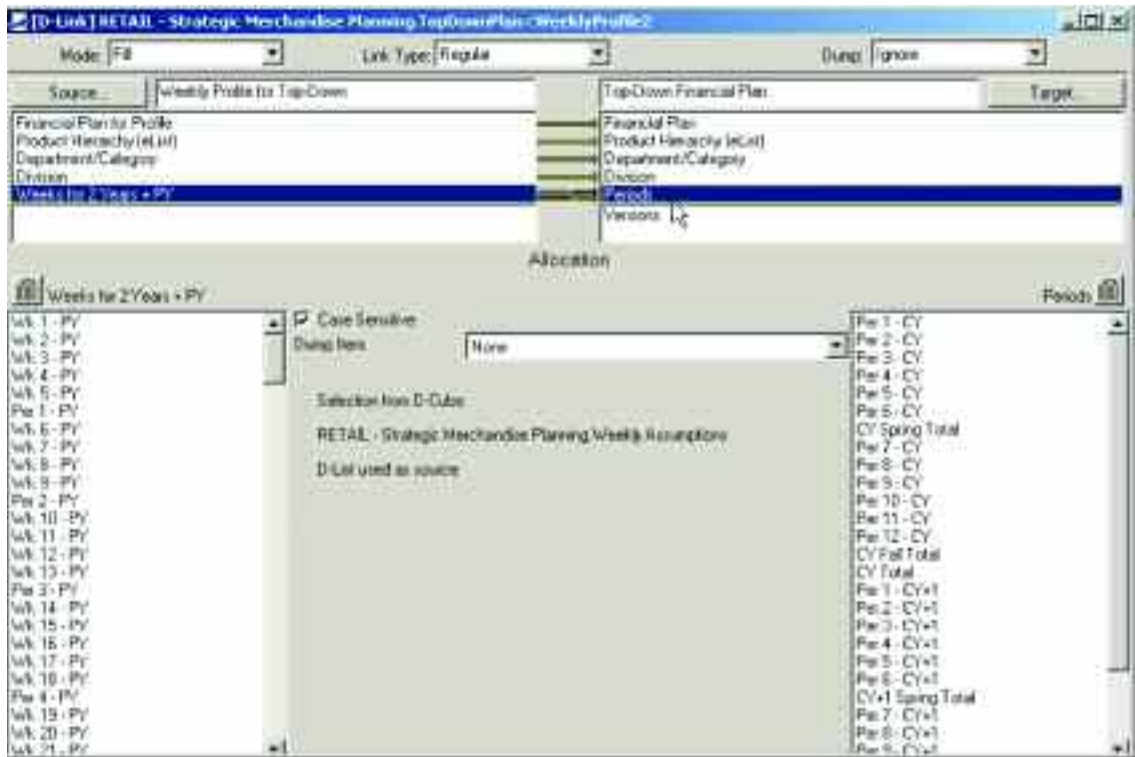 [D-Link] RETAIL - Strategic Merchandise Planning.TopDownPlan - WeeklyProfile2
Mode: Fill Link Type: Regular Dump: Ignore
Source... Weekly Profile for Top-Down Top-Down Financial Plan Target...
Financial Plan for Profile Financial Plan
Product Hierarchy (eList) Product Hierarchy (eList)
Department/Category Department/Category
Division Division
Weeks for 2 Years + PY Periods
Versions
Allocation
Weeks for 2 Years + PY Periods
Wk 1 - PY
Wk 2 - PY
Wk 3 - PY
Wk 4 - PY
Wk 5 - PY
Per 1 - PY
Wk 6 - PY
Wk 7 - PY
Wk 8 - PY
Wk 9 - PY
Per 2 - PY
Wk 10 - PY
Wk 11 - PY
Wk 12 - PY
Wk 13 - PY
Per 3 - PY
Wk 14 - PY
Wk 15 - PY
Wk 16 - PY
Wk 17 - PY
Wk 18 - PY
Per 4 - PY
Wk 19 - PY
Wk 20 - PY
Wk 21 - PY
Case Sensitive
Dump Item None
Selection from D-Cube
RETAIL - Strategic Merchandise Planning.Weekly Assumptions
D-List used as source
Per 1 - CY
Per 2 - CY
Per 3 - CY
Per 4 - CY
Per 5 - CY
Per 6 - CY
CY Spring Total
Per 7 - CY
Per 8 - CY
Per 9 - CY
Per 10 - CY
Per 11 - CY
Per 12 - CY
CY Fall Total
CY Total
Per 1 - CY+1
Per 2 - CY+1
Per 3 - CY+1
Per 4 - CY+1
Per 5 - CY+1
Per 6 - CY+1
CY+1 Spring Total
Per 7 - CY+1
Per 8 - CY+1
Per 9 - CY+1